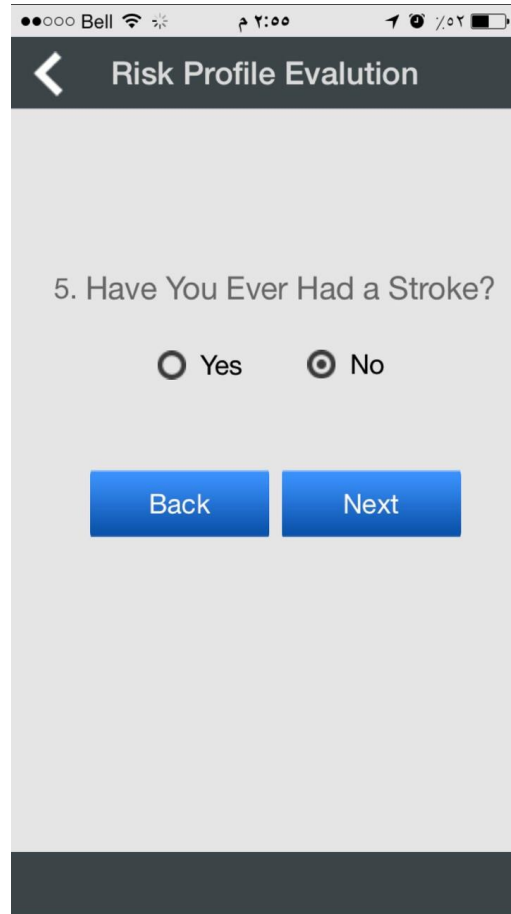 Bell ٢:٥٥ م ٪٥٢
Risk Profile Evalution
5. Have You Ever Had a Stroke?
Yes No
Back Next